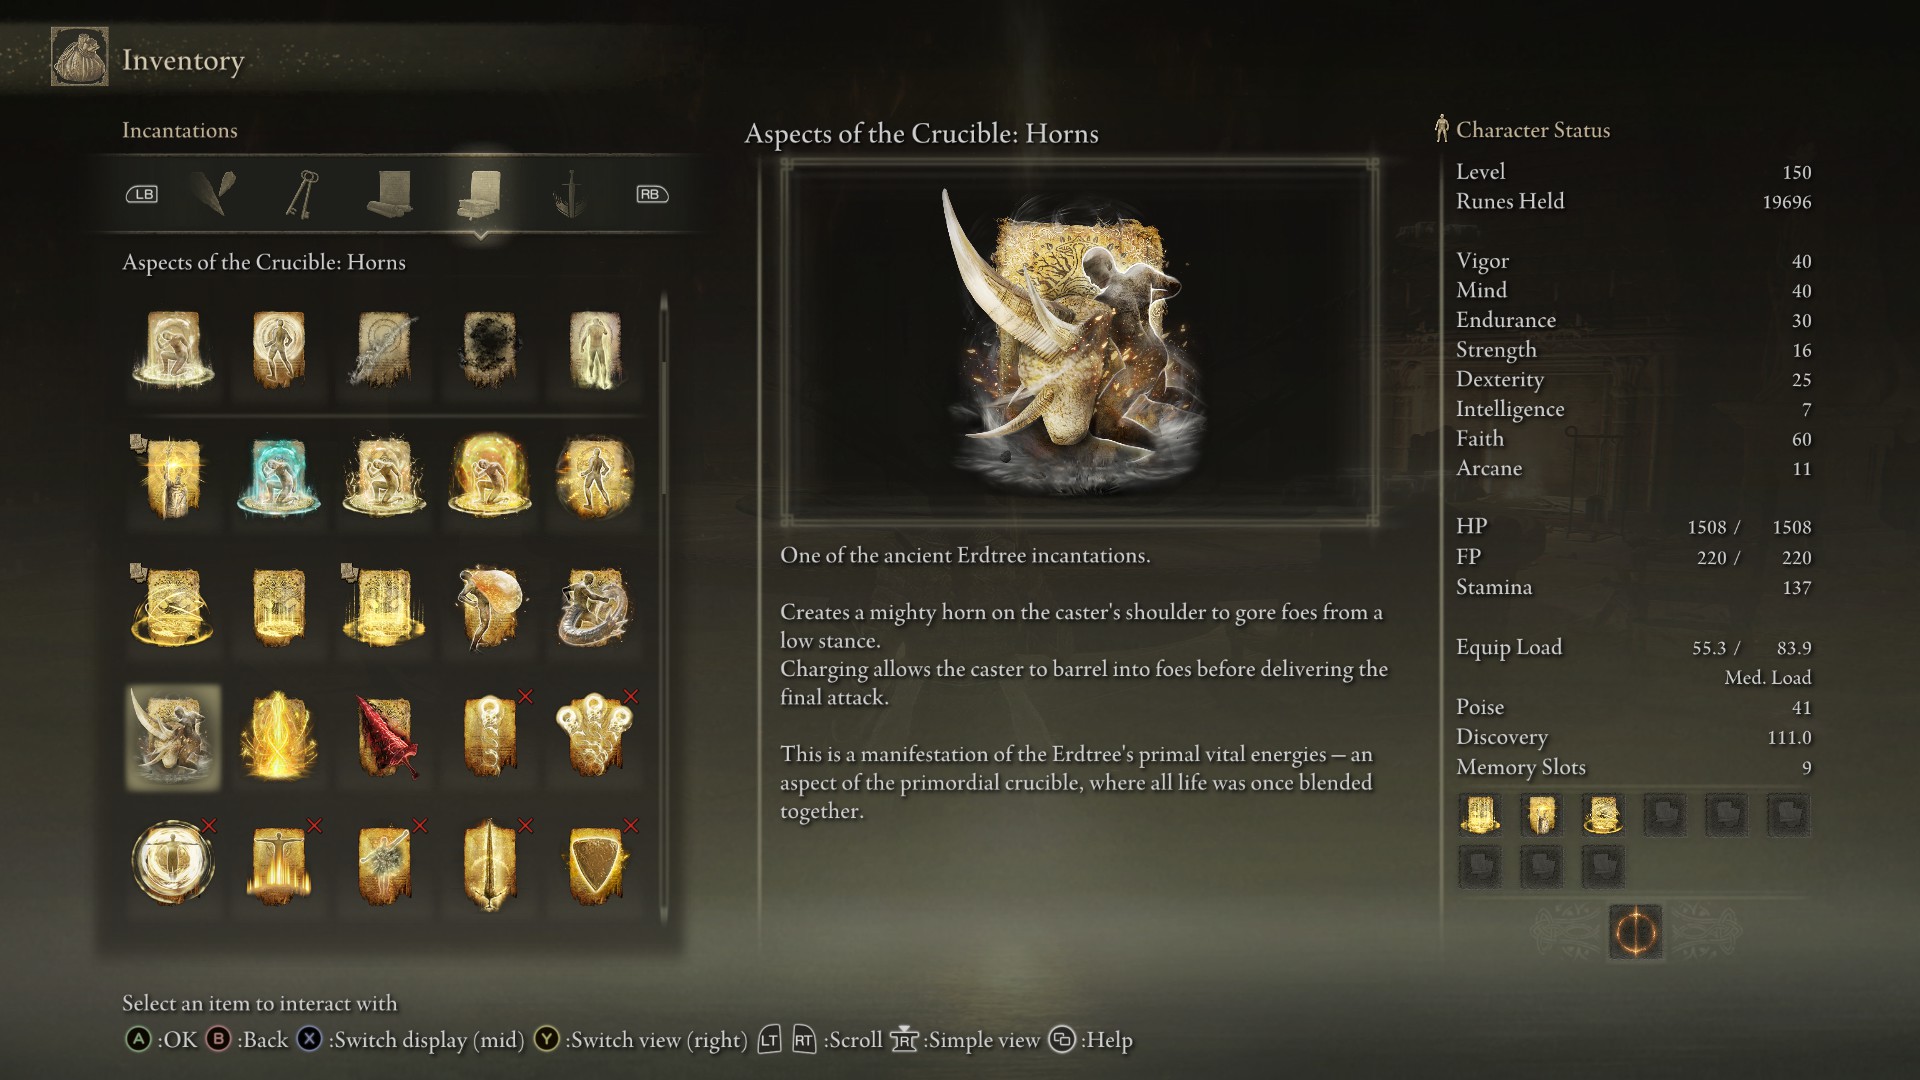 Inventory
Incantations
LB
RB
Aspects of the Crucible: Horns
Aspects of the Crucible: Horns
One of the ancient Erdtree incantations.
Creates a mighty horn on the caster's shoulder to gore foes from a
low stance.
Charging allows the caster to barrel into foes before delivering the
final attack.
This is a manifestation of the Erdtree's primal vital energies — an
aspect of the primordial crucible, where all life was once blended
together.
Character Status
Level 150
Runes Held 19696
Vigor 40
Mind 40
Endurance 30
Strength 16
Dexterity 25
Intelligence 7
Faith 60
Arcane 11
HP 1508 / 1508
FP 220 / 220
Stamina 137
Equip Load 55.3 / 83.9
Med. Load
Poise 41
Discovery 111.0
Memory Slots 9
Select an item to interact with
A :OK B :Back X :Switch display (mid) Y :Switch view (right) LT RT :Scroll R :Simple view :Help